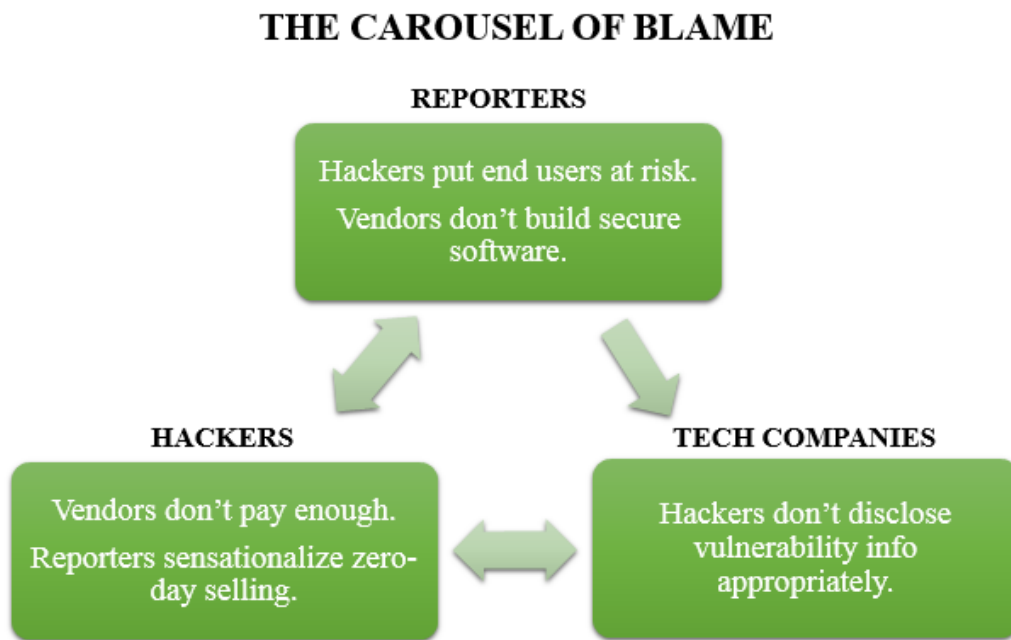 THE CAROUSEL OF BLAME
REPORTERS
Hackers put end users at risk.
Vendors don’t build secure
software.
HACKERS
Vendors don’t pay enough.
Reporters sensationalize zero-
day selling.
TECH COMPANIES
Hackers don’t disclose
vulnerability info
appropriately.